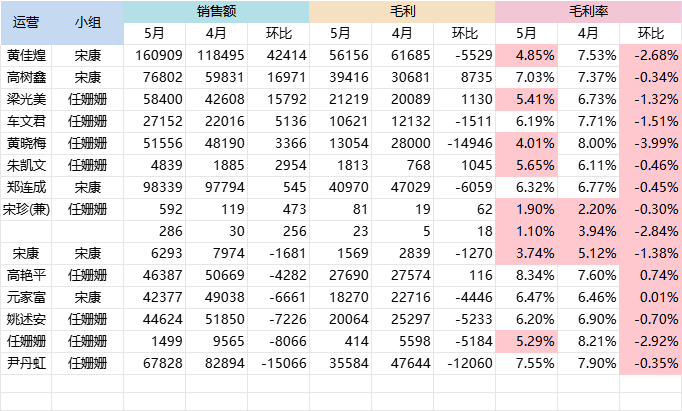 运营 小组 销售额 毛利 毛利率
5月 4月 环比 5月 4月 环比 5月 4月 环比
黄佳煌 宋康 160909 118495 42414 56156 61685 -5529 4.85% 7.53% -2.68%
高树鑫 宋康 76802 59831 16971 39416 30681 8735 7.03% 7.37% -0.34%
梁光美 任姗姗 58400 42608 15792 21219 20089 1130 5.41% 6.73% -1.32%
车文君 任姗姗 27152 22016 5136 10621 12132 -1511 6.19% 7.71% -1.51%
黄晓梅 任姗姗 51556 48190 3366 13054 28000 -14946 4.01% 8.00% -3.99%
朱凯文 任姗姗 4839 1885 2954 1813 768 1045 5.65% 6.11% -0.46%
郑连成 宋康 98339 97794 545 40970 47029 -6059 6.32% 6.77% -0.45%
宋珍(兼) 任姗姗 592 119 473 81 19 62 1.90% 2.20% -0.30%
286 30 256 23 5 18 1.10% 3.94% -2.84%
宋康 宋康 6293 7974 -1681 1569 2839 -1270 3.74% 5.12% -1.38%
高艳平 任姗姗 46387 50669 -4282 27690 27574 116 8.34% 7.60% 0.74%
元家富 宋康 42377 49038 -6661 18270 22716 -4446 6.47% 6.46% 0.01%
姚述安 任姗姗 44624 51850 -7226 20064 25297 -5233 6.20% 6.90% -0.70%
任姗姗 任姗姗 1499 9565 -8066 414 5598 -5184 5.29% 8.21% -2.92%
尹丹虹 任姗姗 67828 82894 -15066 35584 47644 -12060 7.55% 7.90% -0.35%